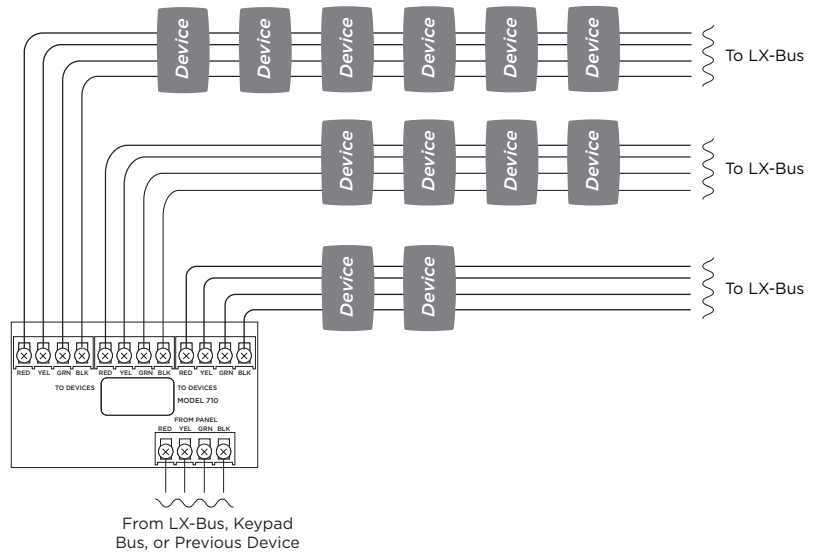 Device Device Device Device Device Device
To LX-Bus
Device Device Device Device
To LX-Bus
Device Device
To LX-Bus
RED YEL GRN BLK RED YEL GRN BLK RED YEL GRN BLK
TO DEVICES TO DEVICES
MODEL 710
FROM PANEL
RED YEL GRN BLK
From LX-Bus, Keypad
Bus, or Previous Device